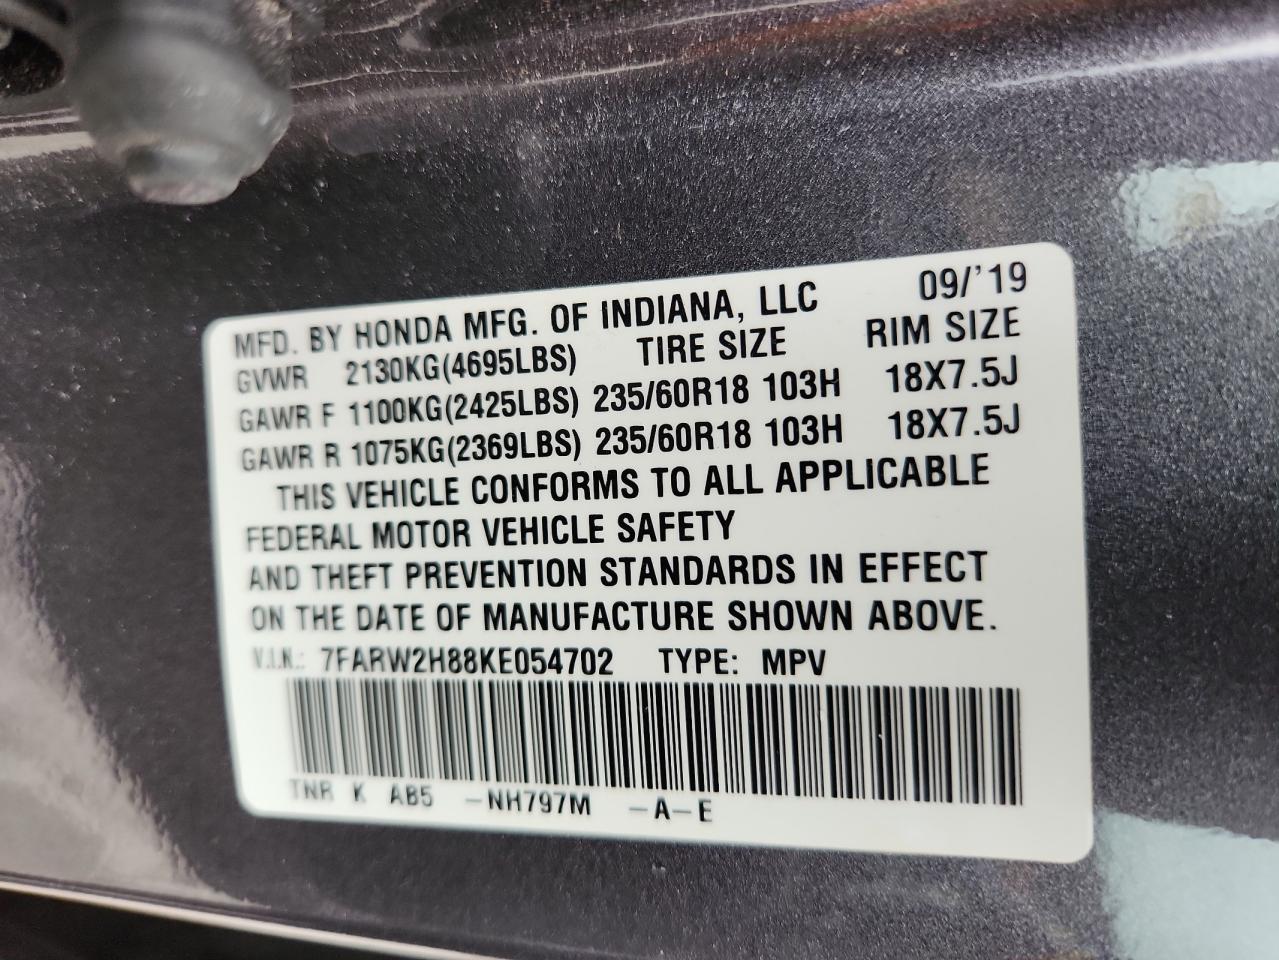 MFD. BY HONDA MFG. OF INDIANA, LLC 09/'19
GVWR 2130KG(4695LBS) TIRE SIZE RIM SIZE
GAWR F 1100KG(2425LBS) 235/60R18 103H 18X7.5J
GAWR R 1075KG(2369LBS) 235/60R18 103H 18X7.5J
THIS VEHICLE CONFORMS TO ALL APPLICABLE
FEDERAL MOTOR VEHICLE SAFETY
AND THEFT PREVENTION STANDARDS IN EFFECT
ON THE DATE OF MANUFACTURE SHOWN ABOVE.
V.I.N.: 7FARW2H88KE054702 TYPE: MPV
TNR K AB5 -NH797M -A-E